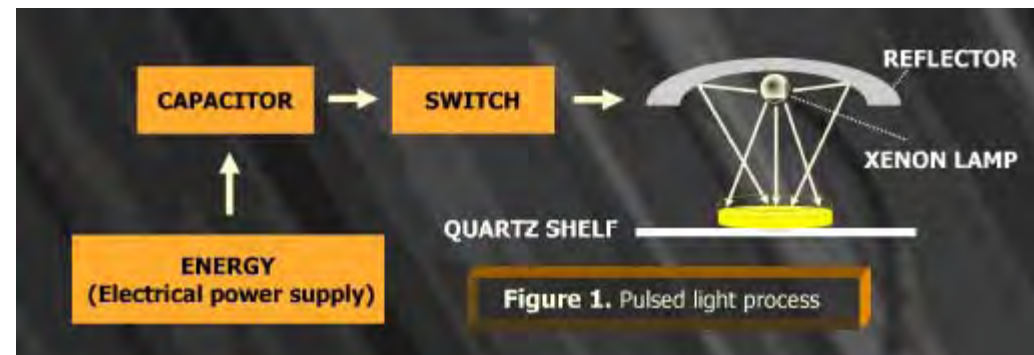 REFLECTOR
CAPACITOR
SWITCH
XENON LAMP
QUARTZ SHELF
ENERGY
(Electrical power supply)
Figure 1. Pulsed light process